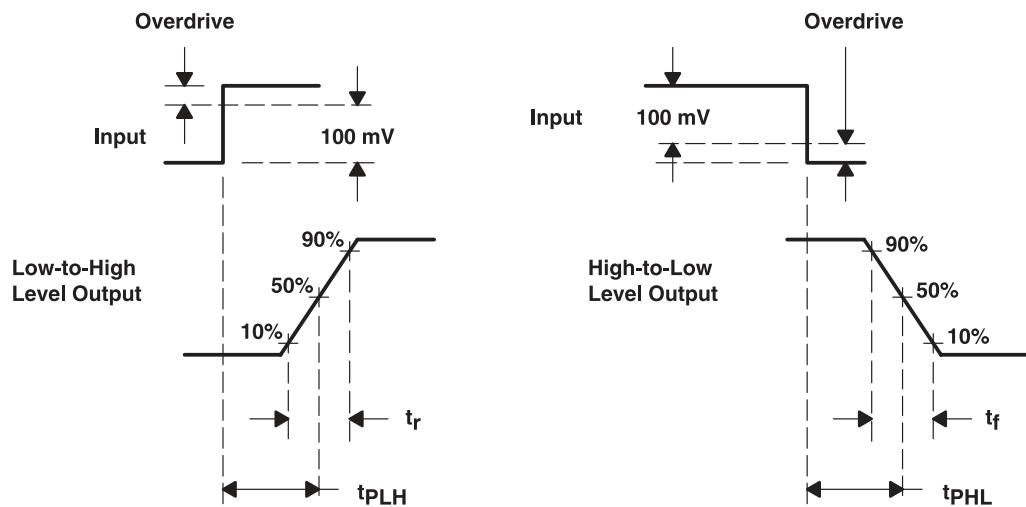 Overdrive
Input
100 mV
90%
Low-to-High
Level Output
50%
10%
tr
tPLH
Overdrive
Input
100 mV
90%
High-to-Low
Level Output
50%
10%
tf
tPHL